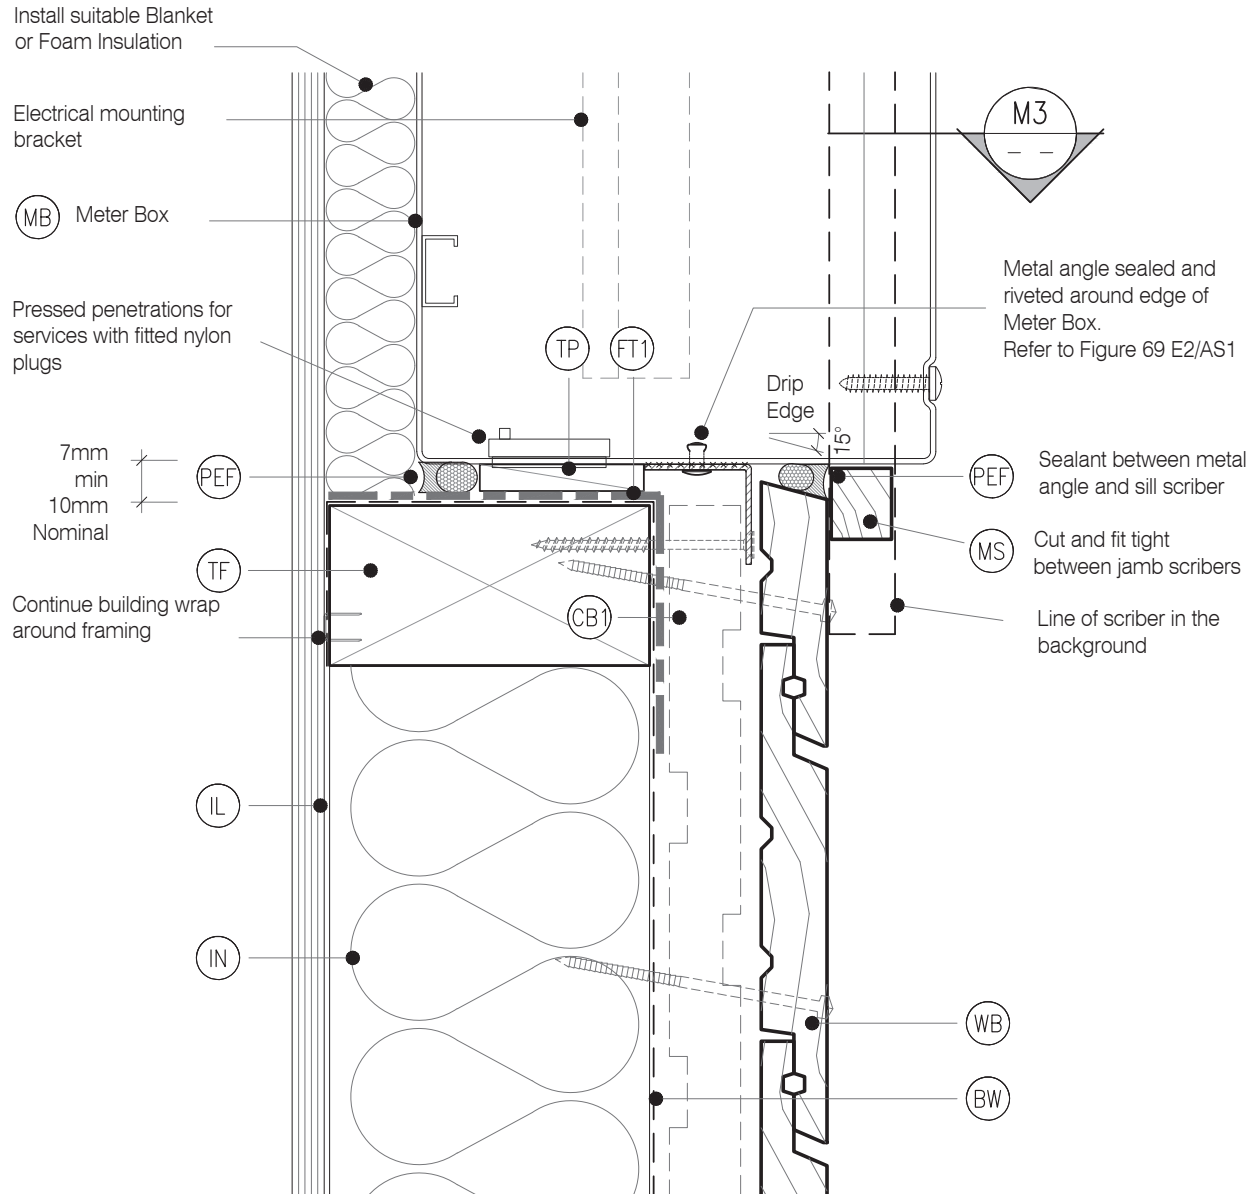 Install suitable Blanket
or Foam Insulation
Electrical mounting
bracket
M3
MB Meter Box
Metal angle sealed and
riveted around edge of
Meter Box.
Refer to Figure 69 E2/AS1
Pressed penetrations for
services with fitted nylon
plugs
TP
FT1
Drip
Edge
15°
7mm
min
10mm
Nominal
PEF
PEF
Sealant between metal
angle and sill scriber
TF
MS
Cut and fit tight
between jamb scribers
Continue building wrap
around framing
CB1
Line of scriber in the
background
IL
IN
WB
BW